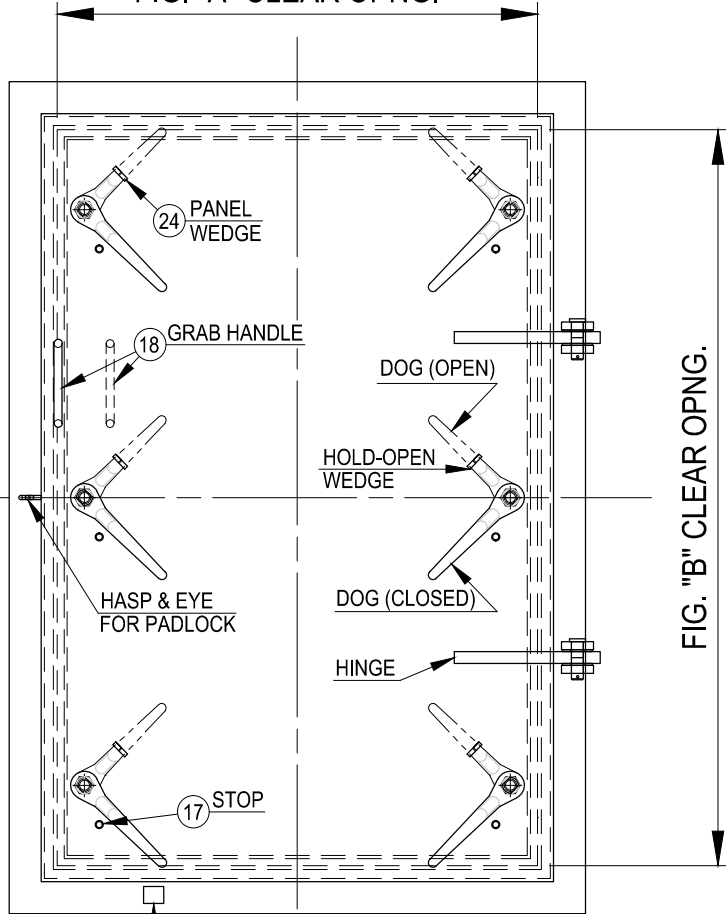 FIG. "A" CLEAR OPNG.
24 PANEL
WEDGE
18 GRAB HANDLE
DOG (OPEN)
HOLD-OPEN
WEDGE
FIG. "B" CLEAR OPNG.
HASP & EYE
FOR PADLOCK
DOG (CLOSED)
HINGE
17 STOP